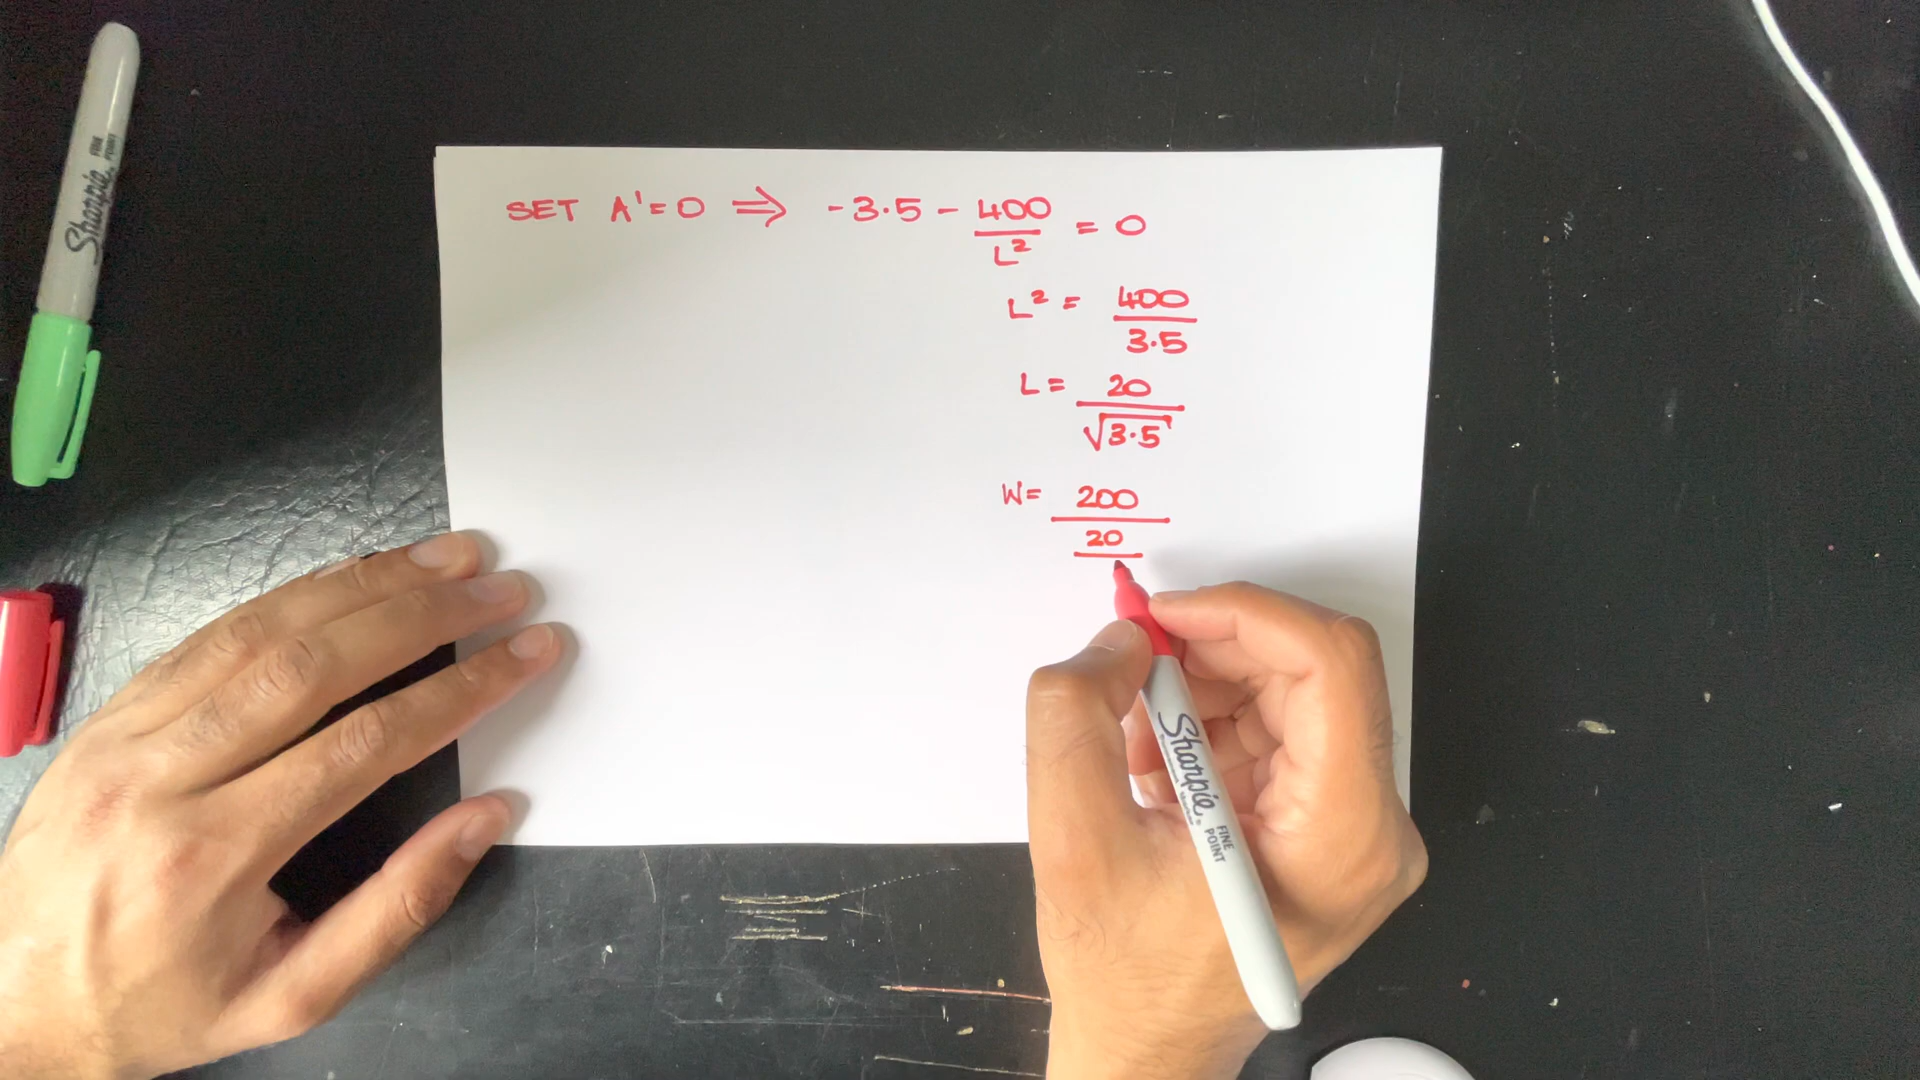 SET A' = 0 ⇒ -3.5 - 400/L² = 0
L² = 400/3.5
L = 20/√3.5
W = 200/20
Sharpie®
FINE POINT
Sharpie®
FINE POINT